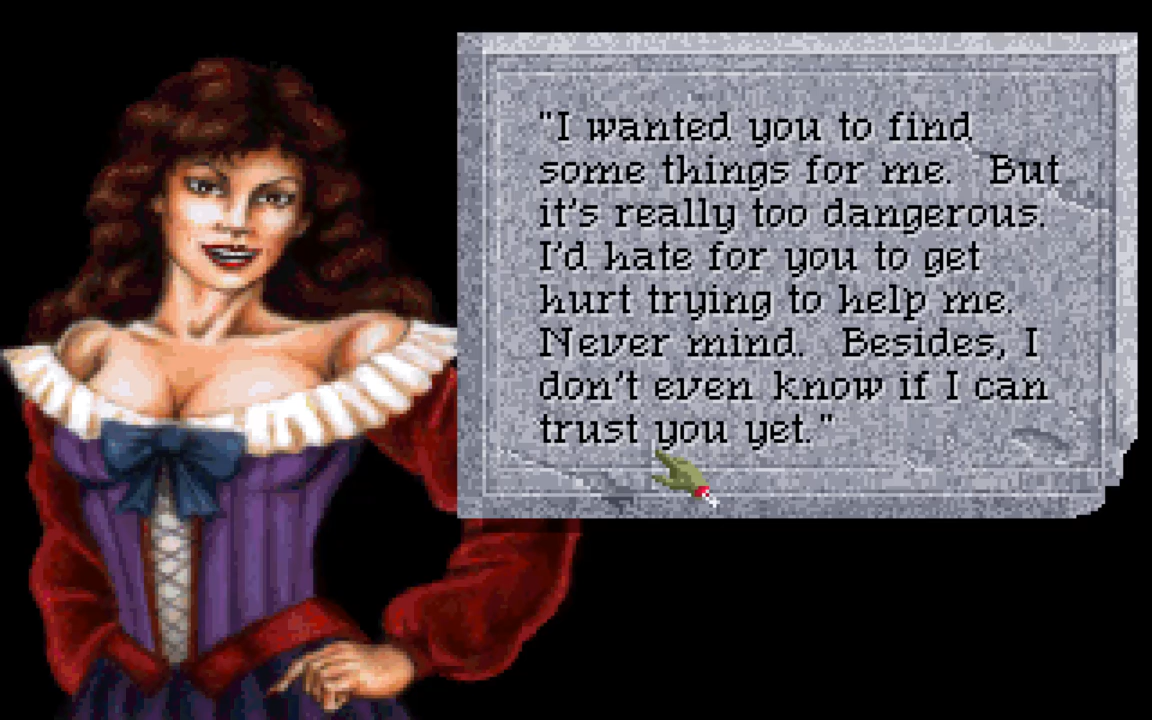 "I wanted you to find
some things for me.  But
it's really too dangerous.
I'd hate for you to get
hurt trying to help me.
Never mind.  Besides, I
don't even know if I can
trust you yet."